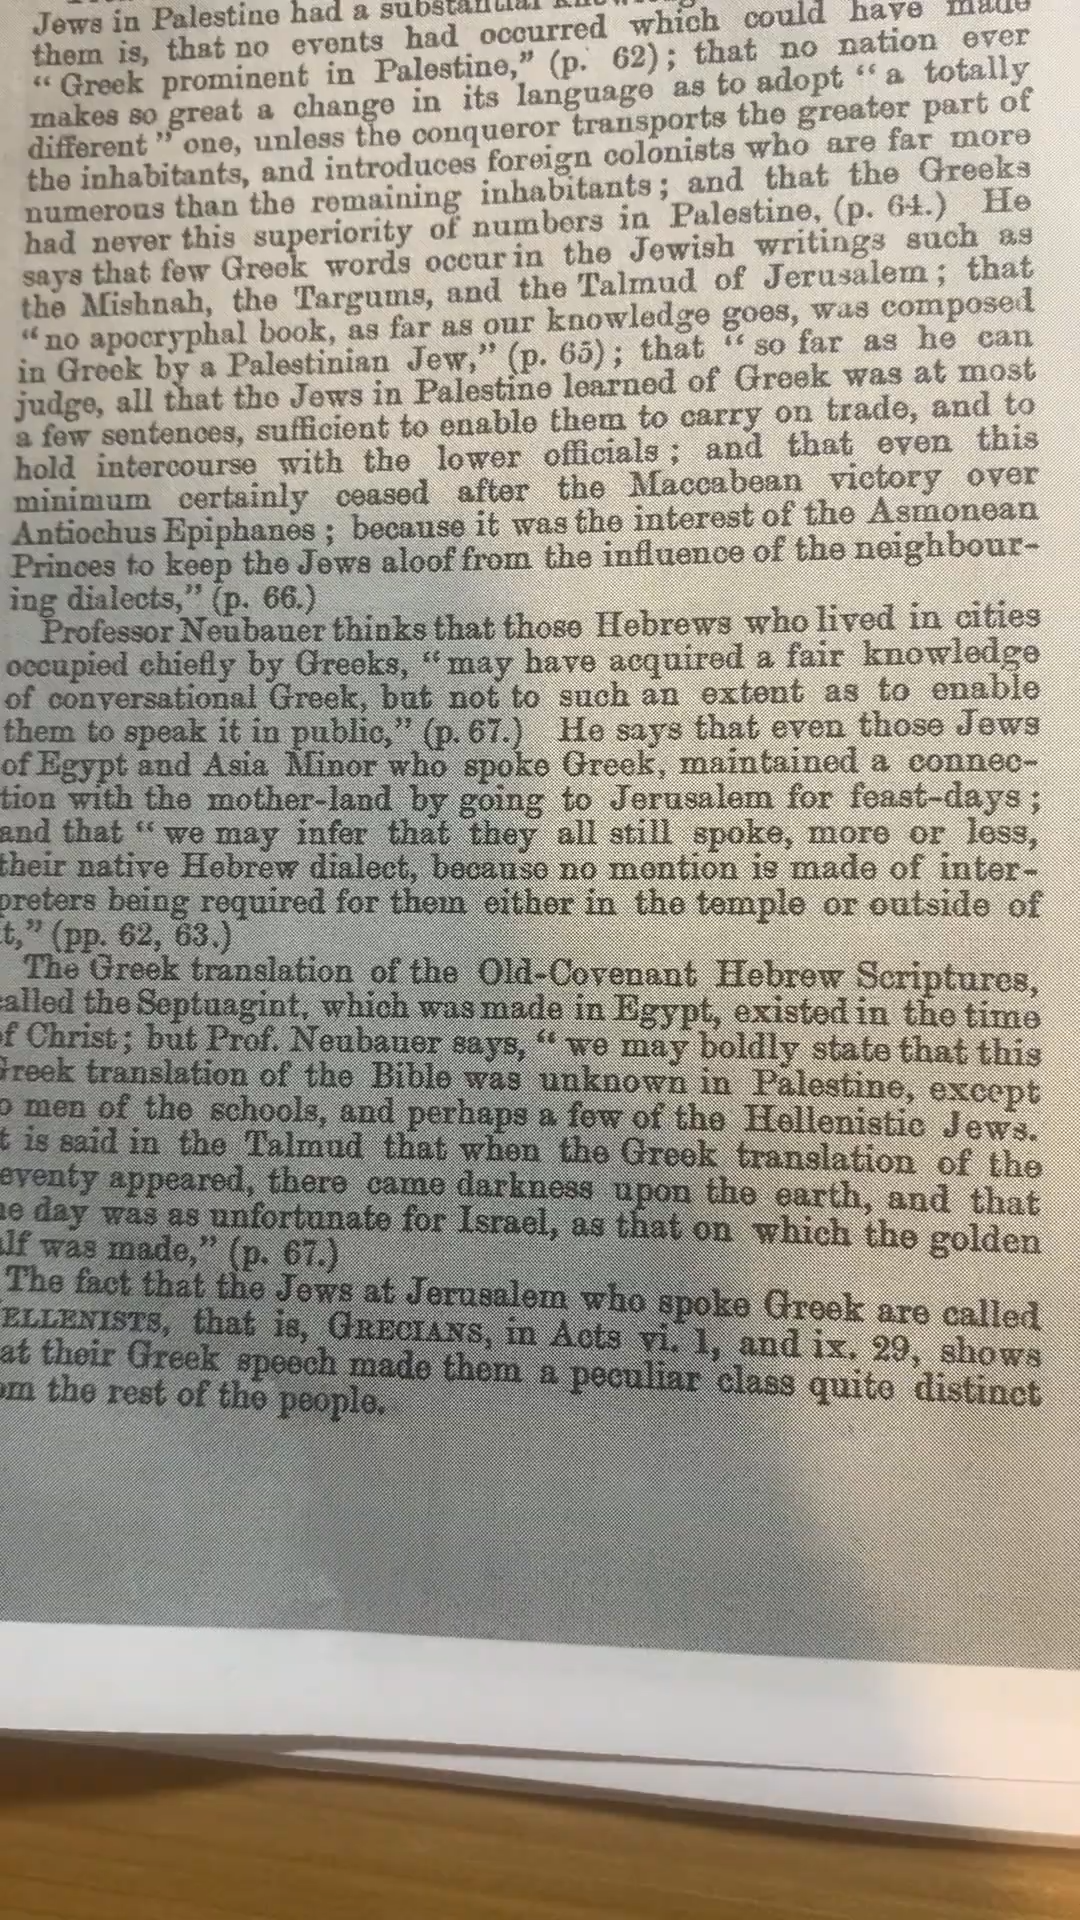 Jews in Palestine had a substantial
them is, that no events had occurred which could have made
“ Greek prominent in Palestine,” (p. 62) ; that no nation ever
makes so great a change in its language as to adopt “ a totally
different ” one, unless the conqueror transports the greater part of
the inhabitants, and introduces foreign colonists who are far more
numerous than the remaining inhabitants ; and that the Greeks
had never this superiority of numbers in Palestine, (p. 64.) He
says that few Greek words occur in the Jewish writings such as
the Mishnah, the Targums, and the Talmud of Jerusalem ; that
“ no apocryphal book, as far as our knowledge goes, was composed
in Greek by a Palestinian Jew,” (p. 65) ; that “ so far as he can
judge, all that the Jews in Palestine learned of Greek was at most
a few sentences, sufficient to enable them to carry on trade, and to
hold intercourse with the lower officials ; and that even this
minimum certainly ceased after the Maccabean victory over
Antiochus Epiphanes ; because it was the interest of the Asmonean
Princes to keep the Jews aloof from the influence of the neighbour-
ing dialects,” (p. 66.)
Professor Neubauer thinks that those Hebrews who lived in cities
occupied chiefly by Greeks, “ may have acquired a fair knowledge
of conversational Greek, but not to such an extent as to enable
them to speak it in public,” (p. 67.) He says that even those Jews
of Egypt and Asia Minor who spoke Greek, maintained a connec-
tion with the mother-land by going to Jerusalem for feast-days ;
and that “ we may infer that they all still spoke, more or less,
their native Hebrew dialect, because no mention is made of inter-
preters being required for them either in the temple or outside of
t,” (pp. 62, 63.)
The Greek translation of the Old-Covenant Hebrew Scriptures,
alled the Septuagint, which was made in Egypt, existed in the time
f Christ ; but Prof. Neubauer says, “ we may boldly state that this
Greek translation of the Bible was unknown in Palestine, except
o men of the schools, and perhaps a few of the Hellenistic Jews.
t is said in the Talmud that when the Greek translation of the
eventy appeared, there came darkness upon the earth, and that
e day was as unfortunate for Israel, as that on which the golden
alf was made,” (p. 67.)
The fact that the Jews at Jerusalem who spoke Greek are called
ELLENISTS, that is, GRECIANS, in Acts vi. 1, and ix. 29, shows
at their Greek speech made them a peculiar class quite distinct
om the rest of the people.